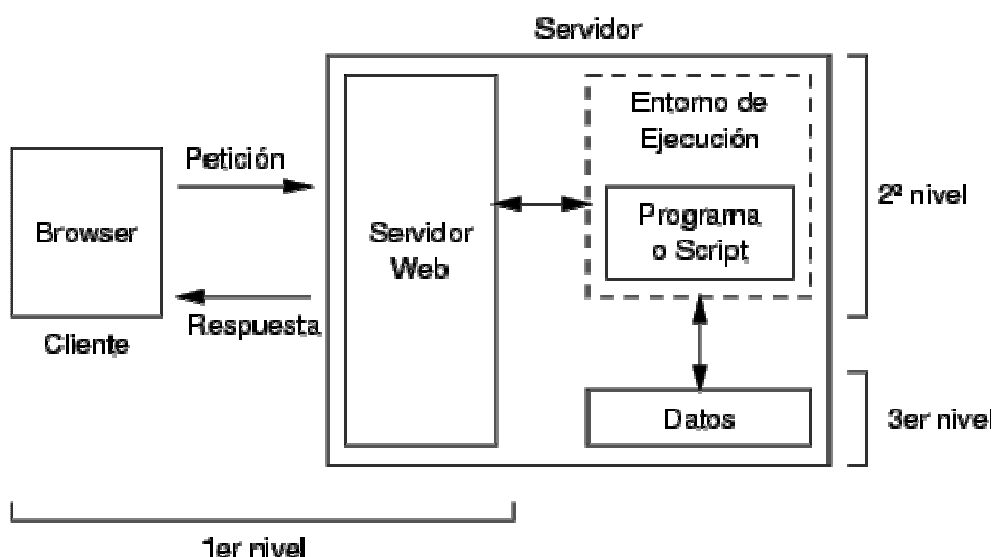 Servidor
Entorno de
Ejecución
Petición
Browser
Servidor
Web
Programa
o Script
2º nivel
Respuesta
Cliente
Datos
3er nivel
1er nivel